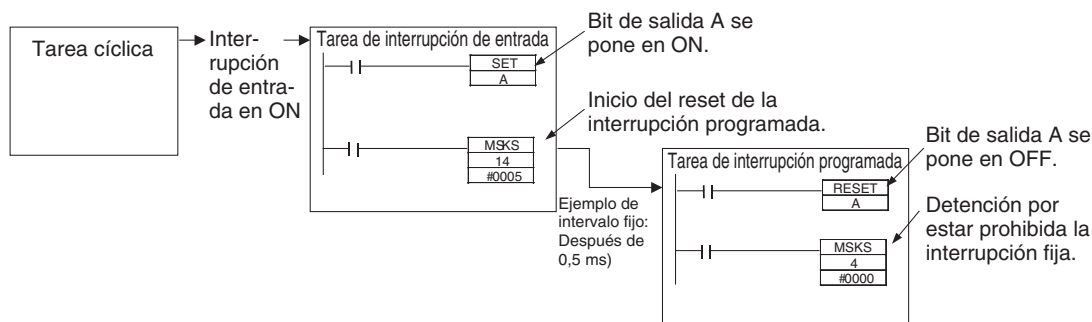 Tarea cíclica
Inter-
rupción
de entra-
da en ON
Tarea de interrupción de entrada
SET
A
MSKS
14
#0005
Bit de salida A se
pone en ON.
Inicio del reset de la
interrupción programada.
Ejemplo de
intervalo fijo:
Después de
0,5 ms)
Tarea de interrupción programada
RESET
A
MSKS
4
#0000
Bit de salida A se
pone en OFF.
Detención por
estar prohibida la
interrupción fija.